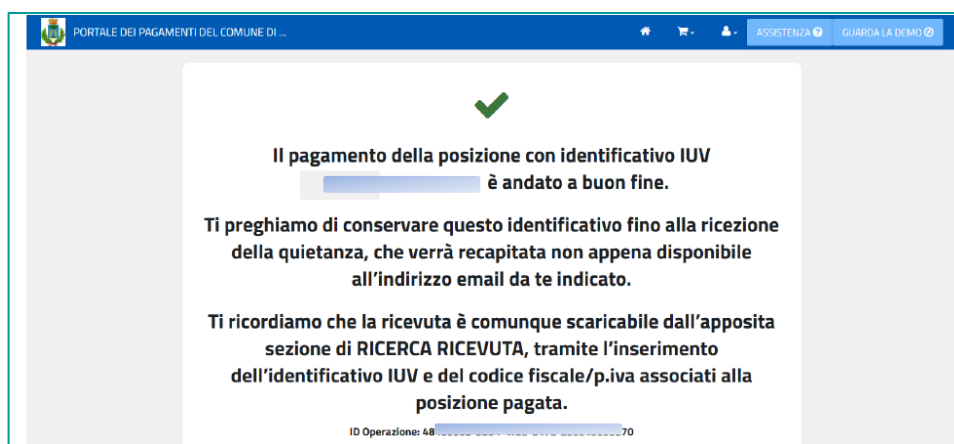 PORTALE DEI PAGAMENTI DEL COMUNE DI ...
ASSISTENZA
GUARDA LA DEMO
Il pagamento della posizione con identificativo IUV
è andato a buon fine.
Ti preghiamo di conservare questo identificativo fino alla ricezione
della quietanza, che verrà recapitata non appena disponibile
all'indirizzo email da te indicato.
Ti ricordiamo che la ricevuta è comunque scaricabile dall'apposita
sezione di RICERCA RICEVUTA, tramite l'inserimento
dell'identificativo IUV e del codice fiscale/p.iva associati alla
posizione pagata.
ID Operazione: 48 70